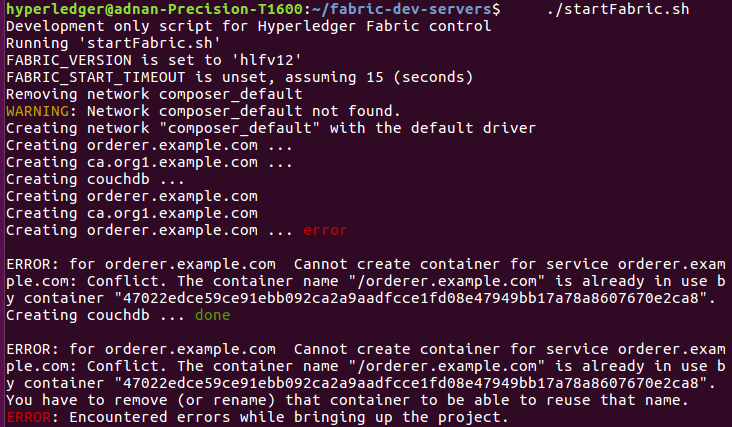 hyperledger@adnan-Precision-T1600:~/fabric-dev-servers$     ./startFabric.sh
Development only script for Hyperledger Fabric control
Running 'startFabric.sh'
FABRIC_VERSION is set to 'hlfv12'
FABRIC_START_TIMEOUT is unset, assuming 15 (seconds)
Removing network composer_default
WARNING: Network composer_default not found.
Creating network "composer_default" with the default driver
Creating orderer.example.com ...
Creating ca.org1.example.com ...
Creating couchdb ...
Creating orderer.example.com
Creating ca.org1.example.com
Creating orderer.example.com ... error

ERROR: for orderer.example.com  Cannot create container for service orderer.exam
ple.com: Conflict. The container name "/orderer.example.com" is already in use b
y container "47022edce59ce91ebb092ca2a9aadfcce1fd08e47949bb17a78a8607670e2ca8".
Creating couchdb ... done

ERROR: for orderer.example.com  Cannot create container for service orderer.exam
ple.com: Conflict. The container name "/orderer.example.com" is already in use b
y container "47022edce59ce91ebb092ca2a9aadfcce1fd08e47949bb17a78a8607670e2ca8".
You have to remove (or rename) that container to be able to reuse that name.
ERROR: Encountered errors while bringing up the project.